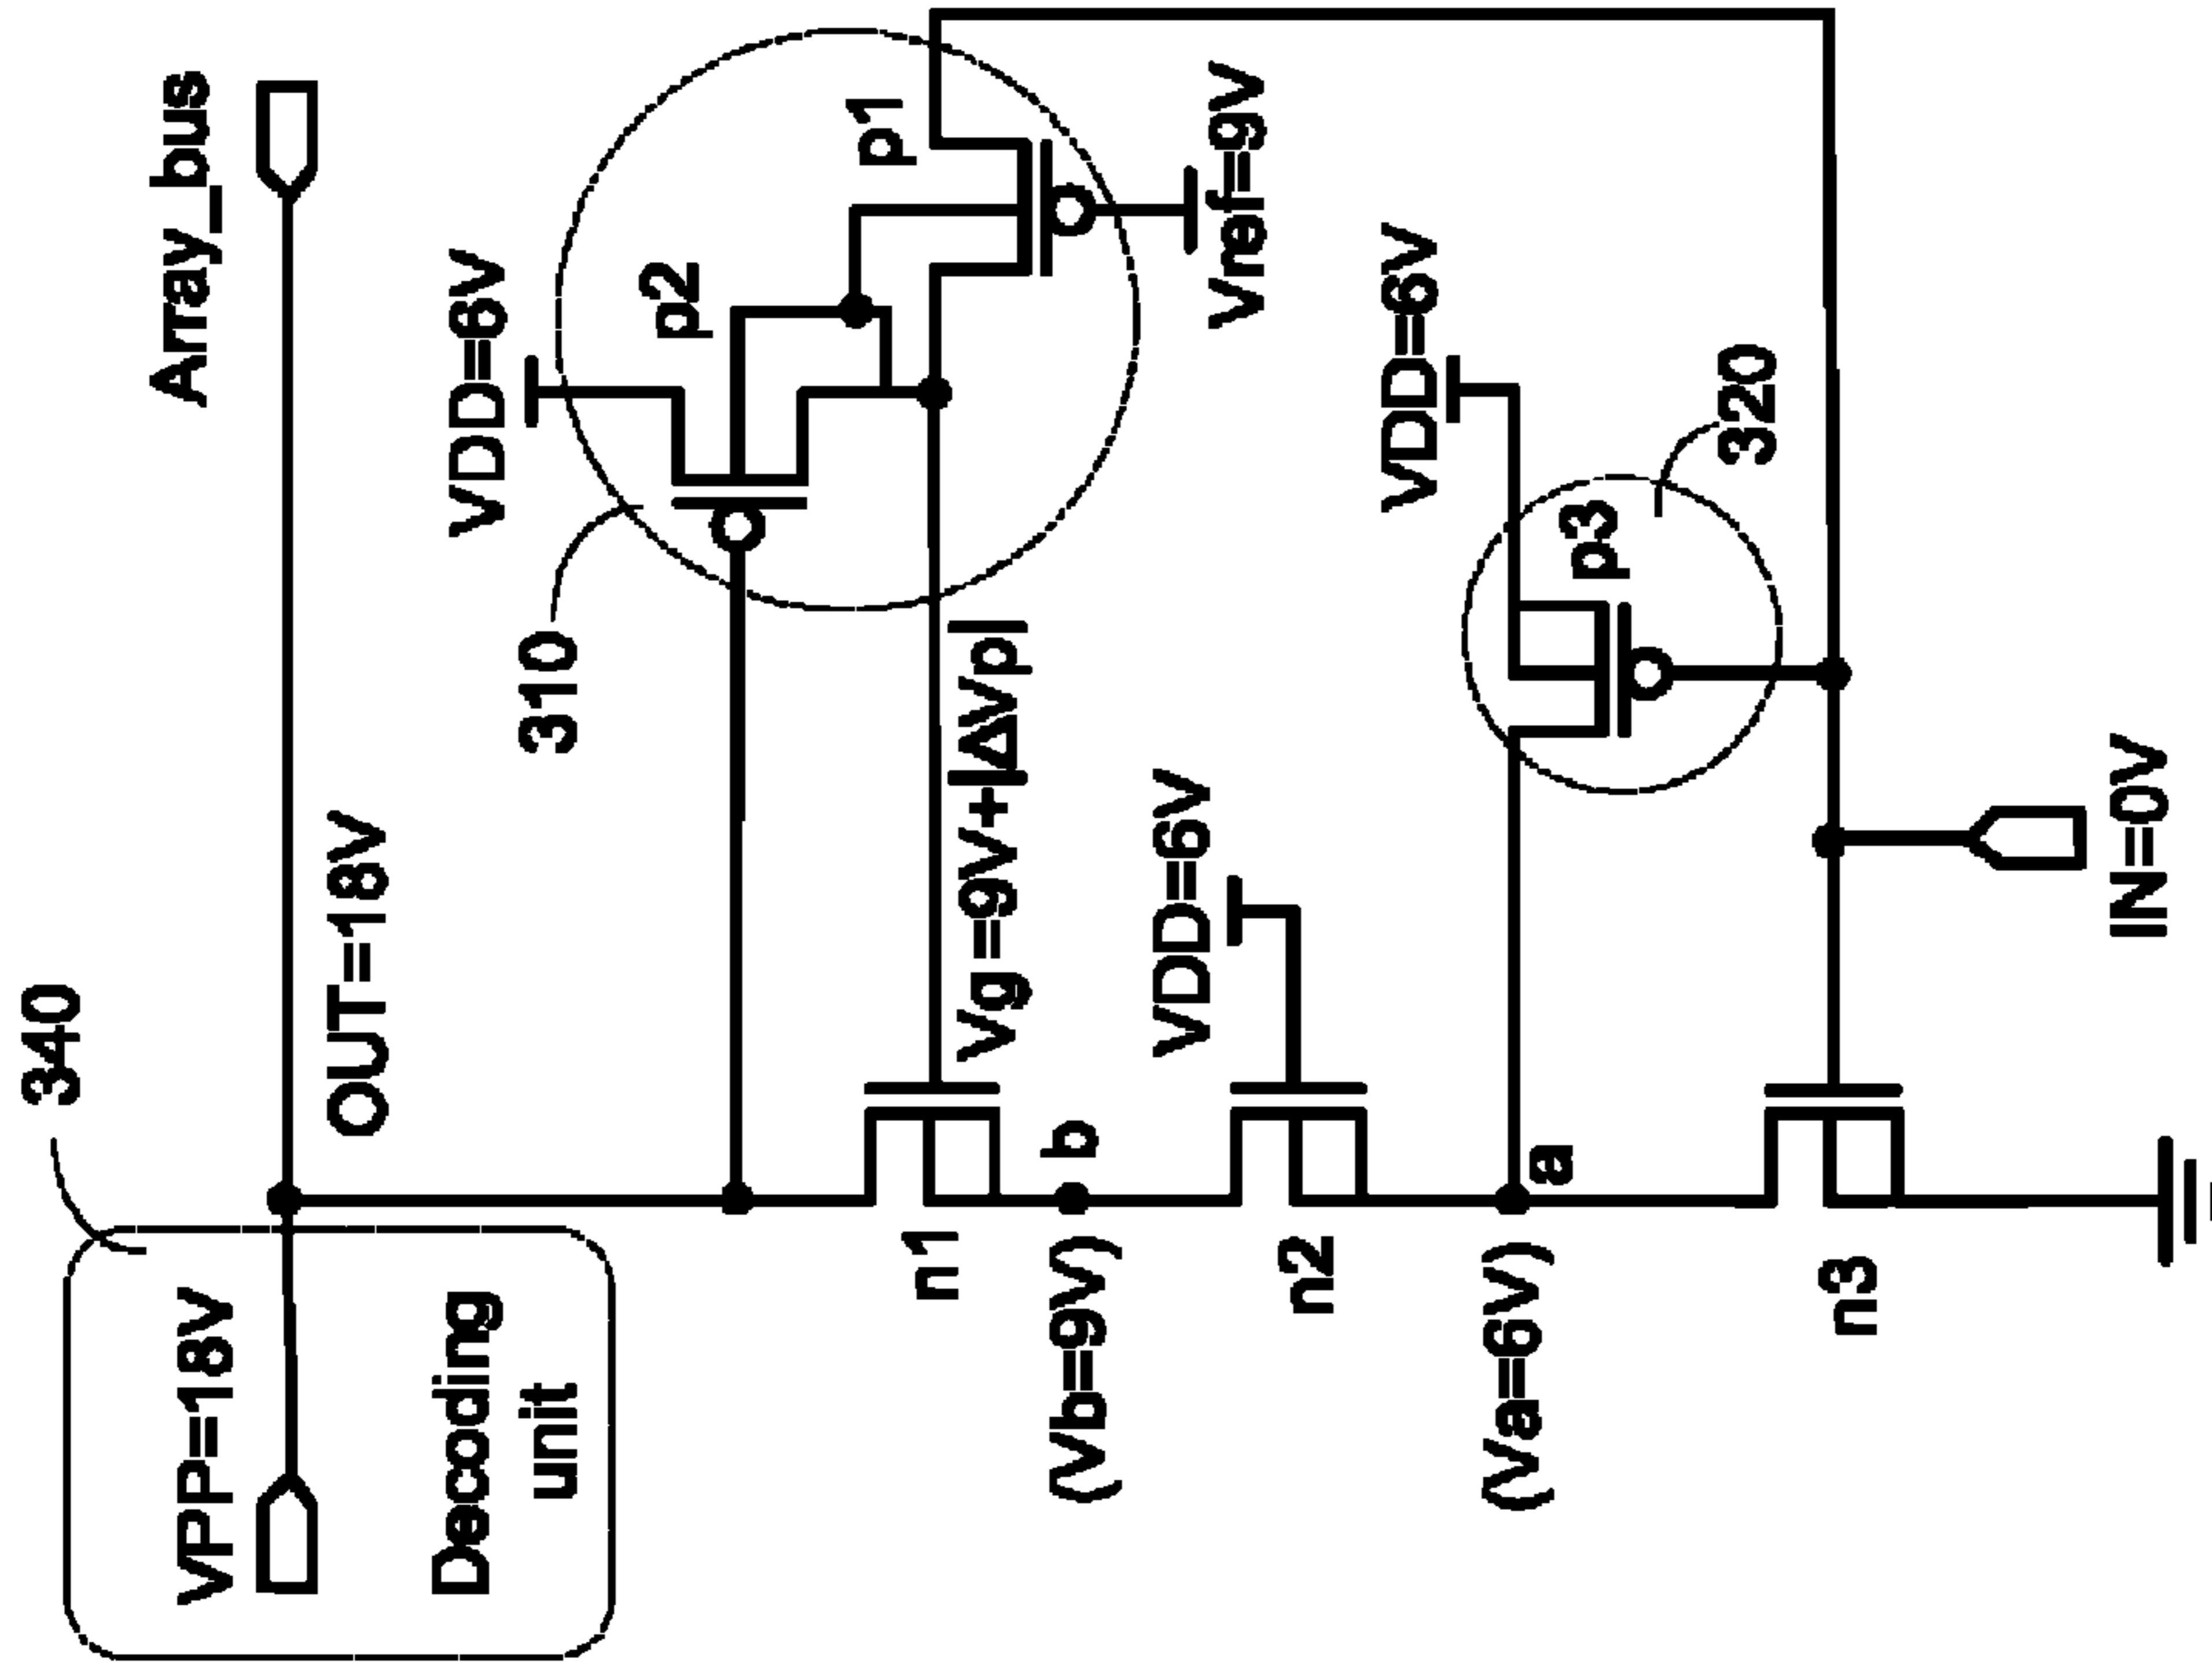 340
Array_bus
VPP=18V
OUT=18V
Decoding
unit
VDD=6V
310
p2
p1
n1
Vg=9V+|ΔVp|
b
(Vb=9V)
VDD=6V
Vref=9V
n2
VDD=6V
(Va=6V)
a
p3
320
n3
IN=0V